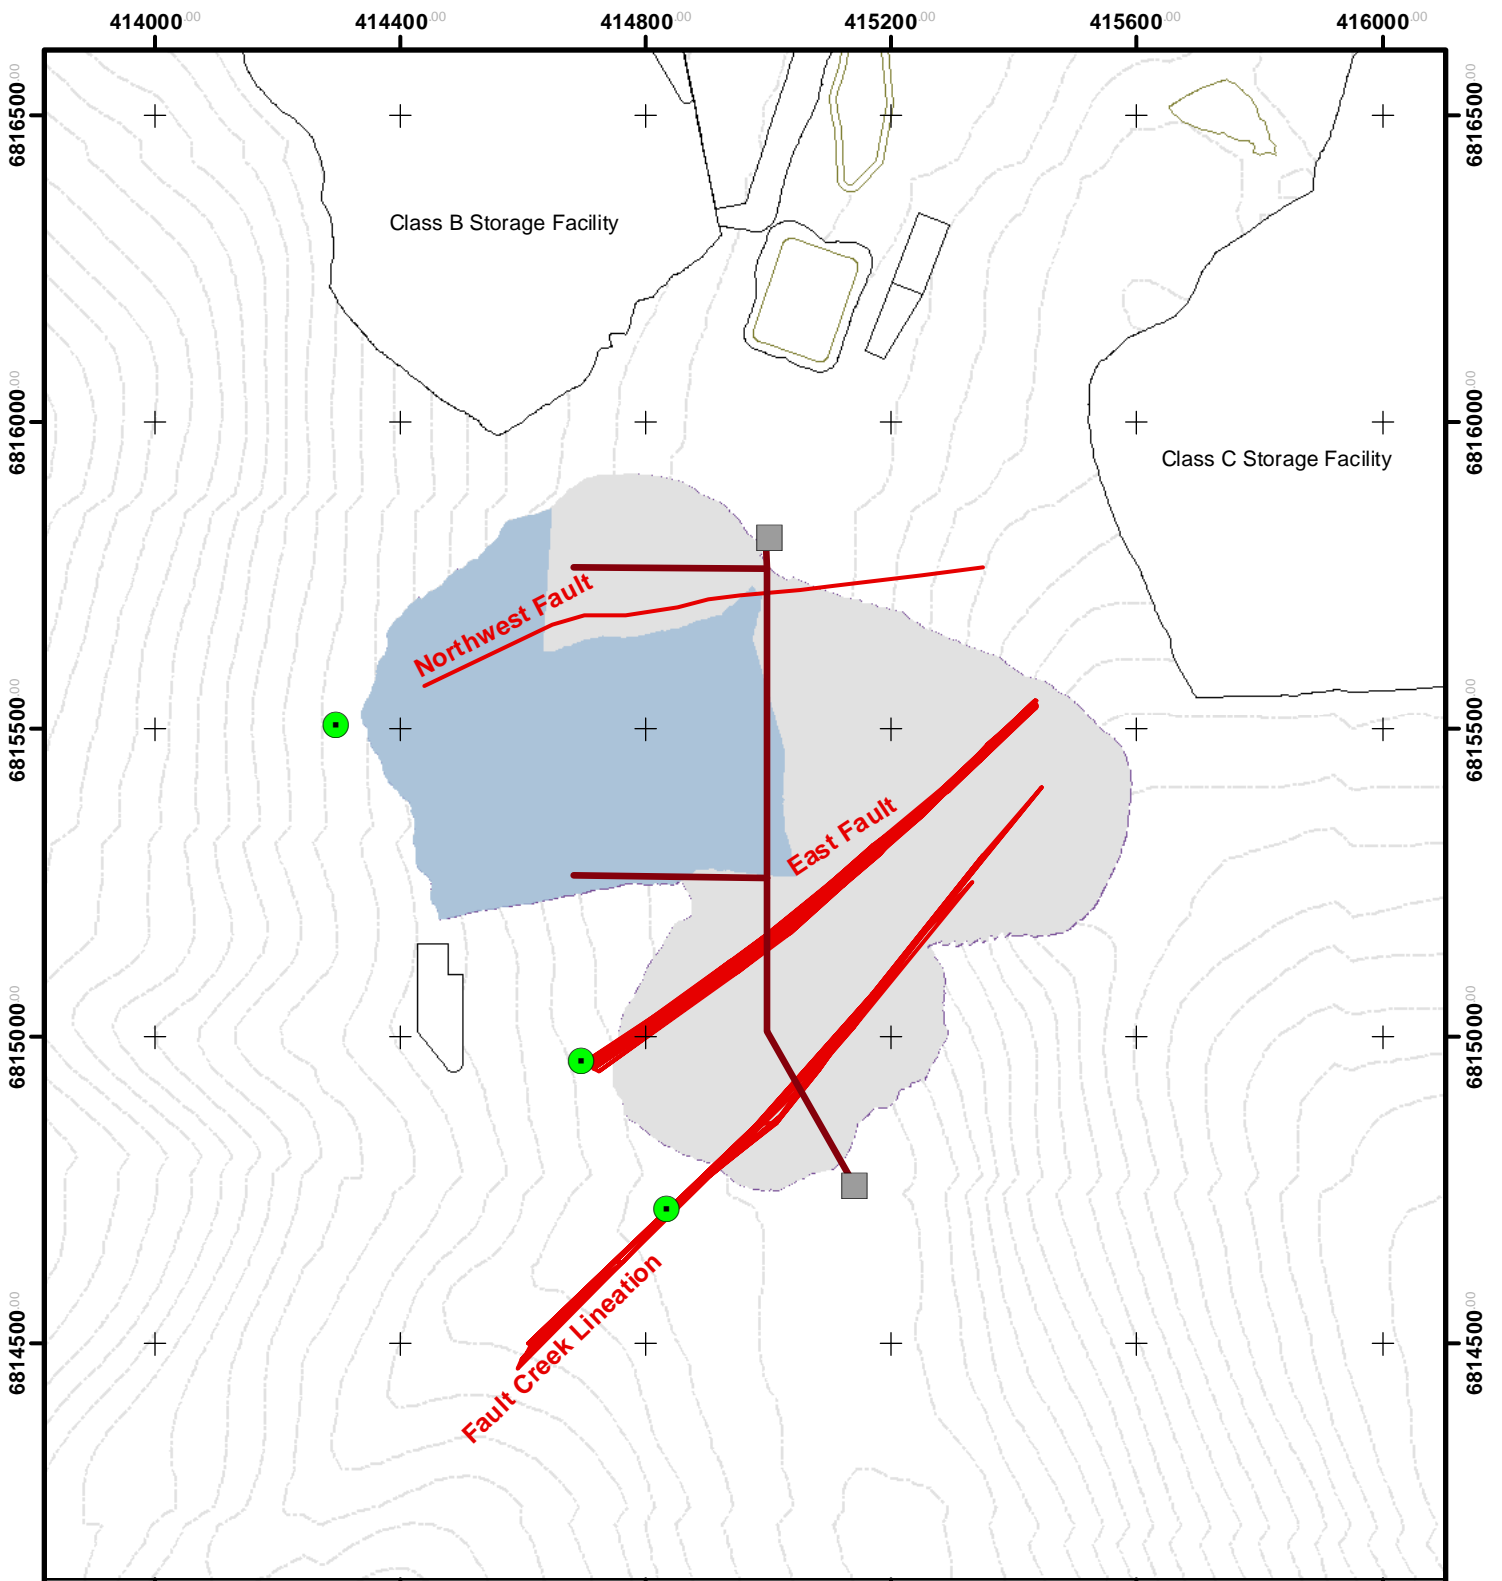 414000.00 414400.00 414800.00 415200.00 415600.00 416000.00
6816500.00
6816500.00
Class B Storage Facility
6816000.00
6816000.00
Class C Storage Facility
Northwest Fault
6815500.00
6815500.00
East Fault
6815000.00
6815000.00
Fault Creek Lineation
6814500.00
6814500.00